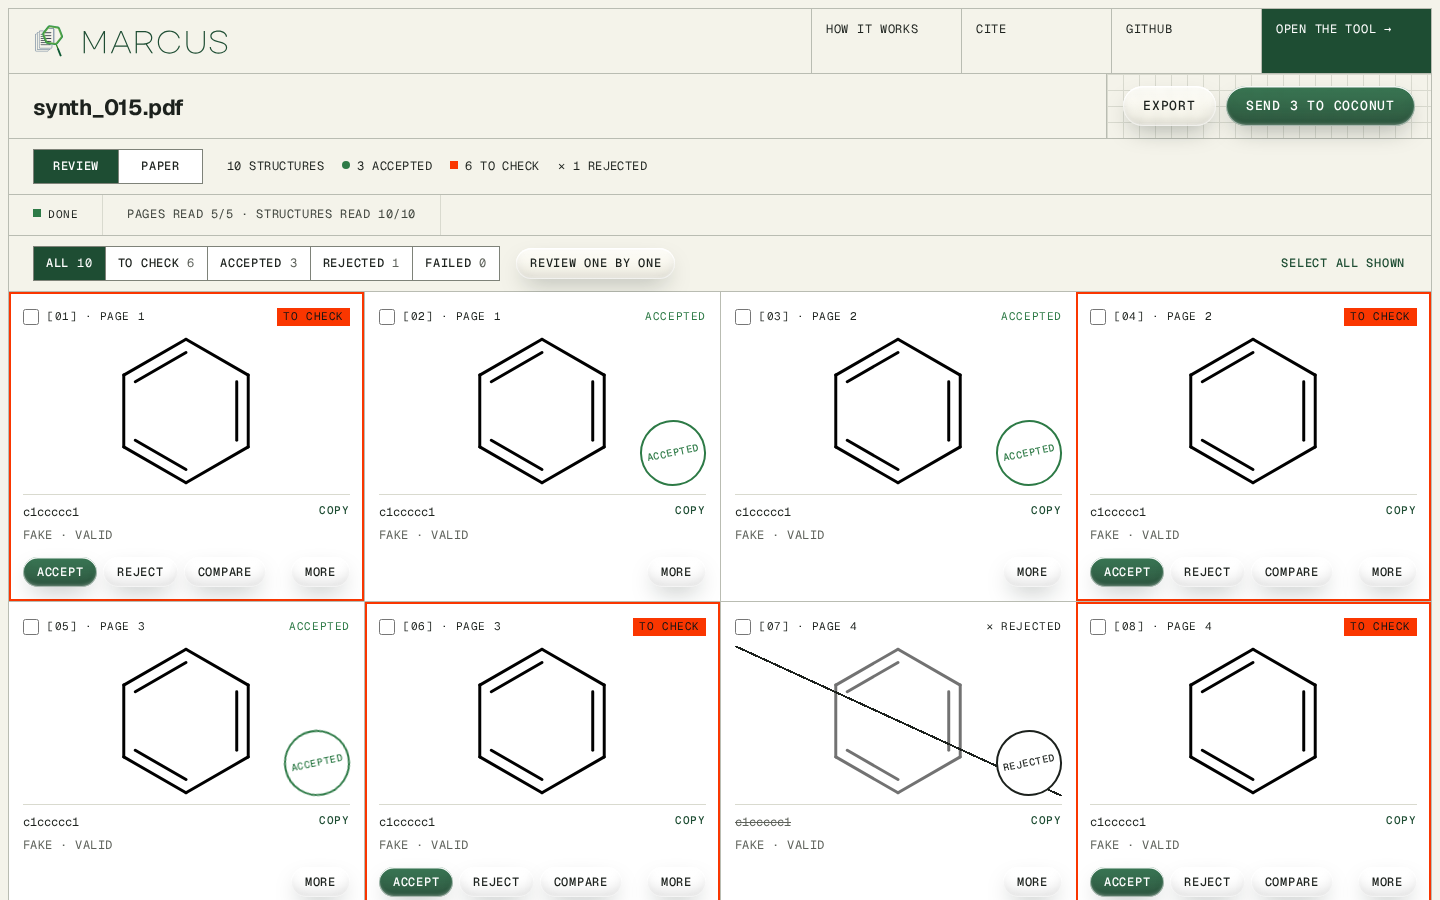 MARCUS
HOW IT WORKS
CITE
GITHUB
OPEN THE TOOL →
synth_015.pdf
EXPORT
SEND 3 TO COCONUT
REVIEW
PAPER
10 STRUCTURES
3 ACCEPTED
6 TO CHECK
× 1 REJECTED
DONE
PAGES READ 5/5 · STRUCTURES READ 10/10
ALL 10
TO CHECK 6
ACCEPTED 3
REJECTED 1
FAILED 0
REVIEW ONE BY ONE
SELECT ALL SHOWN
[01] · PAGE 1
TO CHECK
c1ccccc1
COPY
FAKE · VALID
ACCEPT
REJECT
COMPARE
MORE
[02] · PAGE 1
ACCEPTED
ACCEPTED
c1ccccc1
COPY
FAKE · VALID
MORE
[03] · PAGE 2
ACCEPTED
ACCEPTED
c1ccccc1
COPY
FAKE · VALID
MORE
[04] · PAGE 2
TO CHECK
c1ccccc1
COPY
FAKE · VALID
ACCEPT
REJECT
COMPARE
MORE
[05] · PAGE 3
ACCEPTED
ACCEPTED
c1ccccc1
COPY
FAKE · VALID
MORE
[06] · PAGE 3
TO CHECK
c1ccccc1
COPY
FAKE · VALID
ACCEPT
REJECT
COMPARE
MORE
[07] · PAGE 4
× REJECTED
REJECTED
c1ccccc1
COPY
FAKE · VALID
MORE
[08] · PAGE 4
TO CHECK
c1ccccc1
COPY
FAKE · VALID
ACCEPT
REJECT
COMPARE
MORE